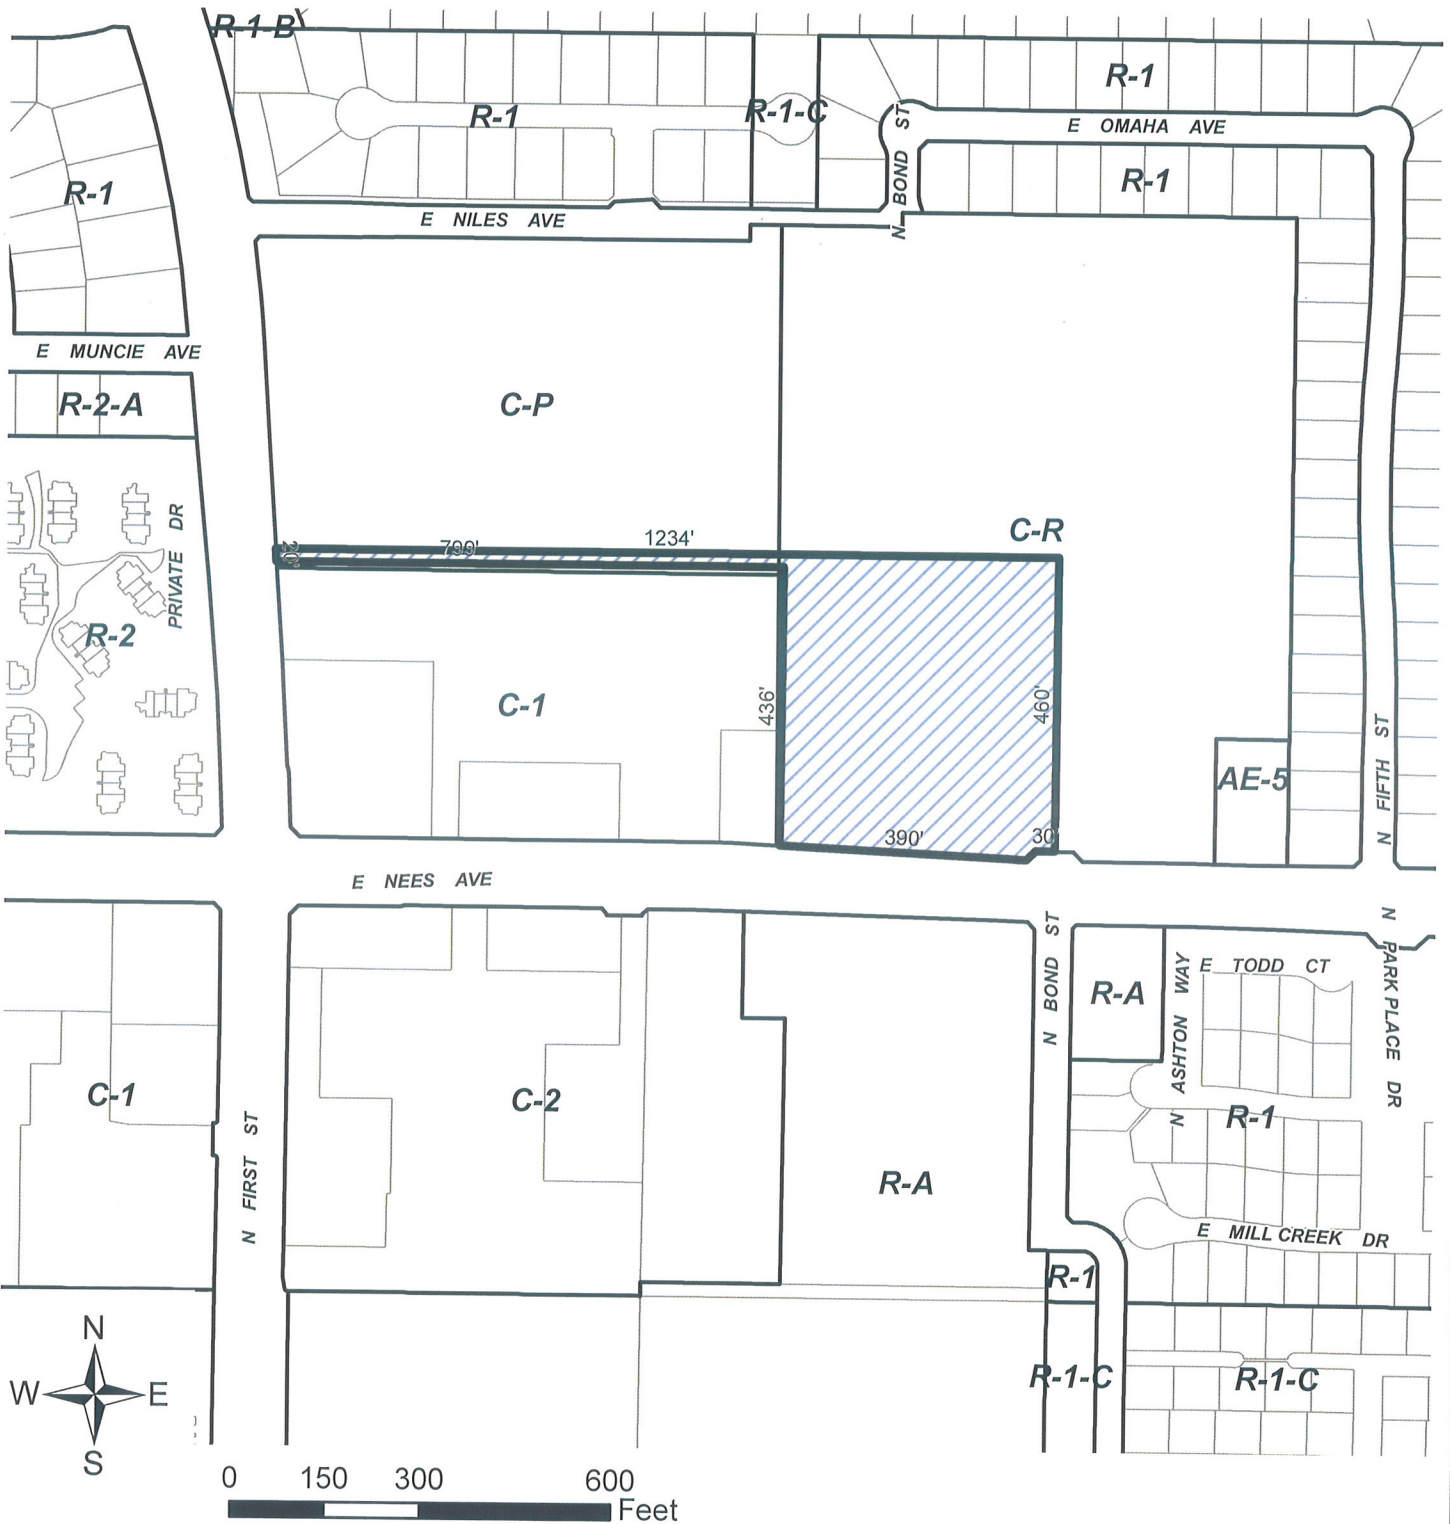 R-1-B
R-1
R-1
R-1-C
N BOND ST
R-1
E OMAHA AVE
R-1
E NILES AVE
E MUNCIE AVE
R-2-A
C-P
C-R
PRIVATE DR
20'
799'
1234'
R-2
C-1
436'
460'
AE-5
N FIFTH ST
390'
30'
E NEES AVE
N BOND ST
R-A
N ASHTON WAY
E TODD CT
N PARK PLACE DR
C-1
C-2
R-1
N FIRST ST
R-A
E MILL CREEK DR
R-1
R-1-C
R-1-C
N
W E
S
0 150 300 600
Feet